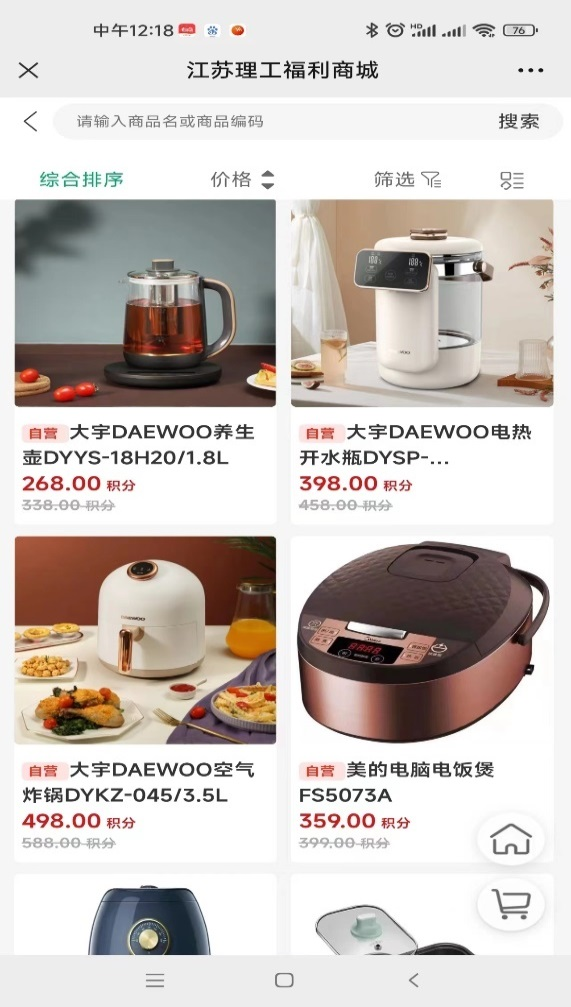 中午12:18
HD
76
江苏理工福利商城
请输入商品名或商品编码
搜索
综合排序
价格
筛选
自营 大宇DAEWOO养生
壶DYYS-18H20/1.8L
268.00 积分
338.00 积分
自营 大宇DAEWOO电热
开水瓶DYSP-...
398.00 积分
458.00 积分
DAEWOO
自营 大宇DAEWOO空气
炸锅DYKZ-045/3.5L
498.00 积分
588.00 积分
自营 美的电脑电饭煲
FS5073A
359.00 积分
399.00 积分